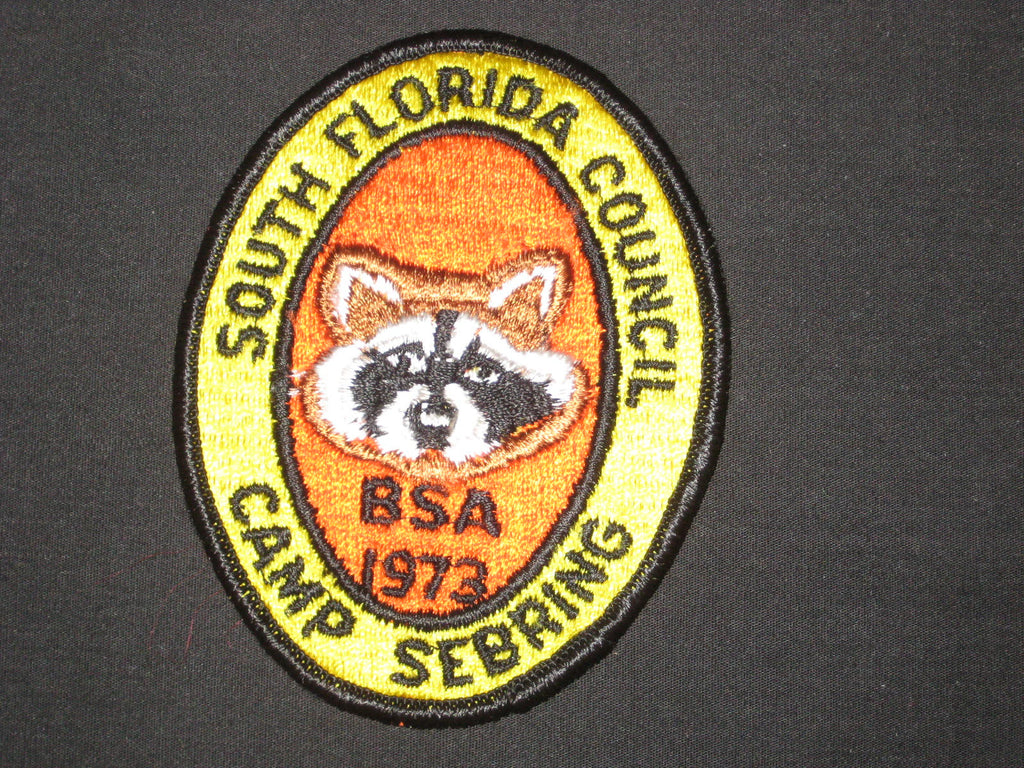 SOUTH FLORIDA COUNCIL
BSA
1973
CAMP SEBRING